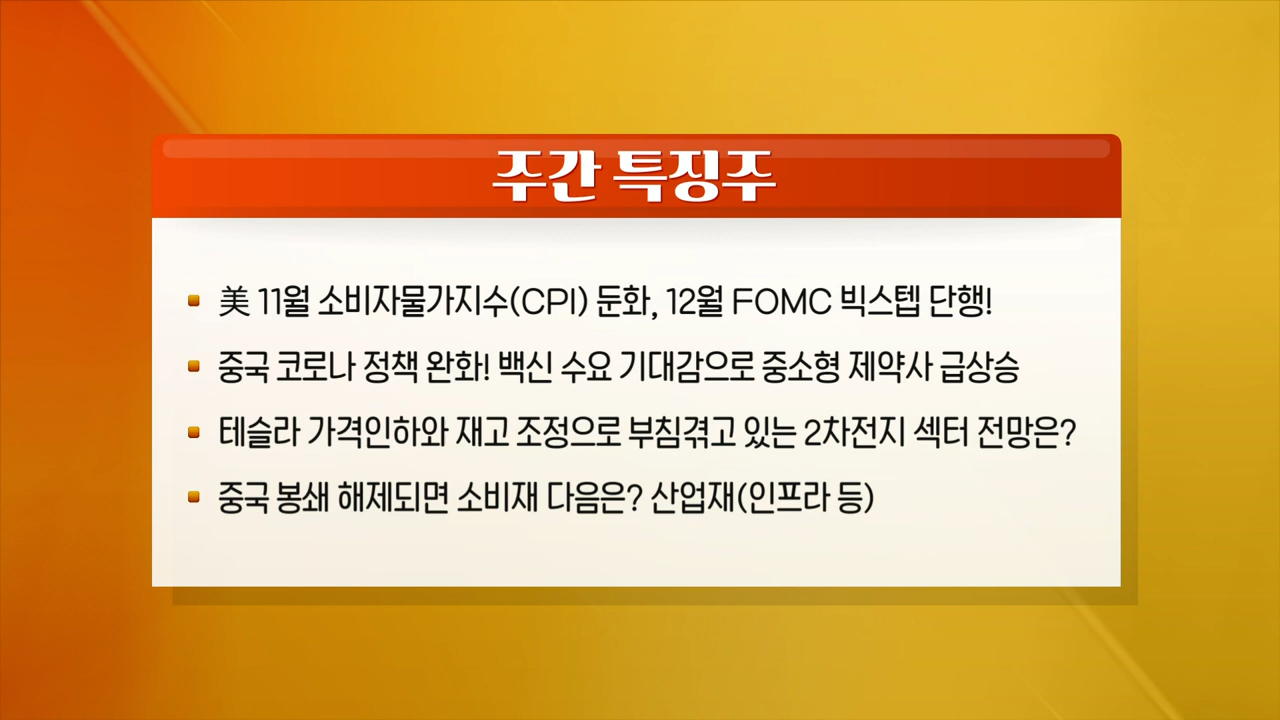 주간 특징주
美 11월 소비자물가지수(CPI) 둔화, 12월 FOMC 빅스텝 단행!
중국 코로나 정책 완화! 백신 수요 기대감으로 중소형 제약사 급상승
테슬라 가격인하와 재고 조정으로 부침겪고 있는 2차전지 섹터 전망은?
중국 봉쇄 해제되면 소비재 다음은? 산업재(인프라 등)